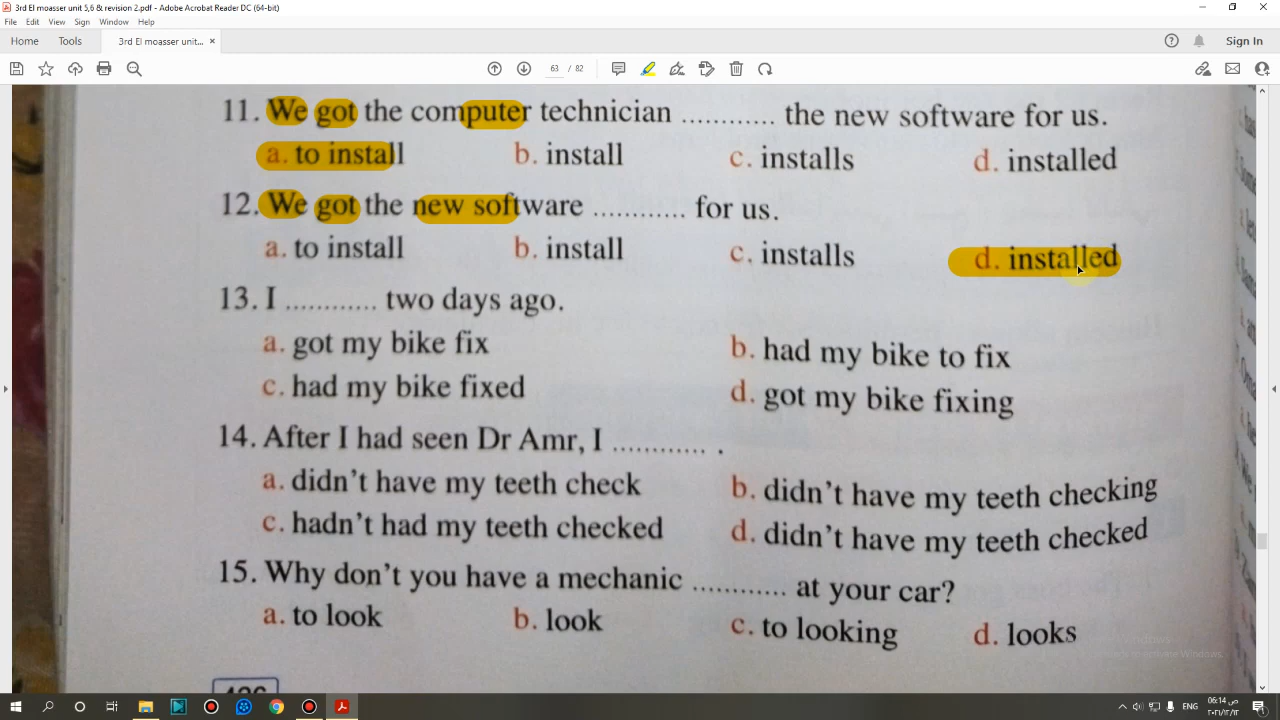 3rd El moasser unit 5,6 & revision 2.pdf - Adobe Acrobat Reader DC (64-bit)
File Edit View Sign Window Help
Home Tools 3rd El moasser unit... × Sign In
63 / 82
11. We got the computer technician ............ the new software for us.
a. to install b. install c. installs d. installed
12. We got the new software ............ for us.
a. to install b. install c. installs d. installed
13. I ............ two days ago.
a. got my bike fix b. had my bike to fix
c. had my bike fixed d. got my bike fixing
14. After I had seen Dr Amr, I ............ .
a. didn't have my teeth check b. didn't have my teeth checking
c. hadn't had my teeth checked d. didn't have my teeth checked
15. Why don't you have a mechanic ............ at your car?
a. to look b. look c. to looking d. looks
ENG 06:14 ص